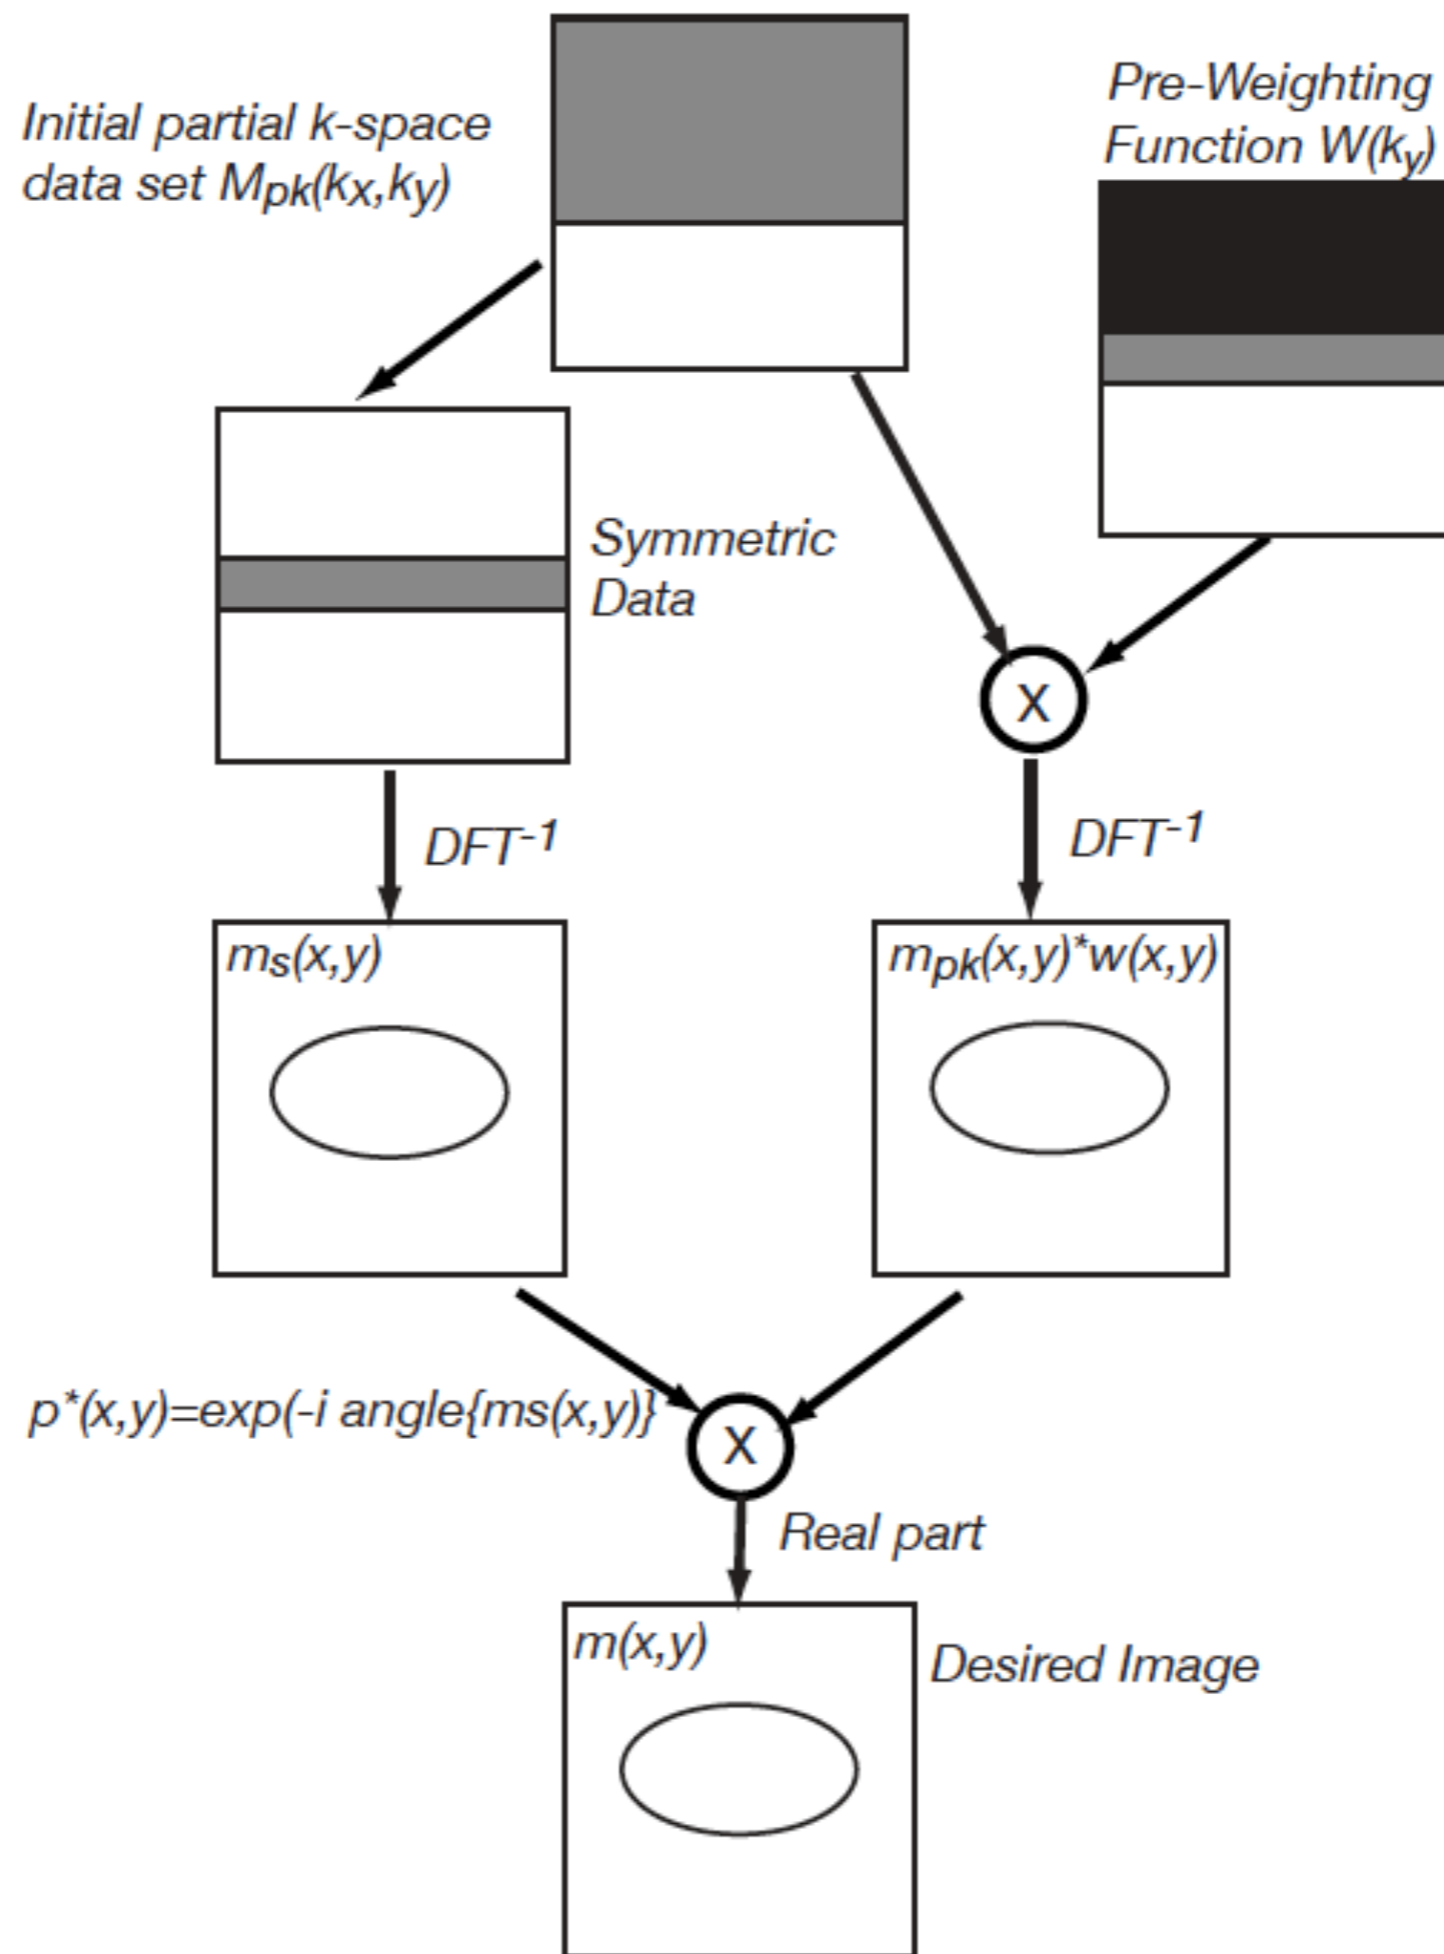 Initial partial k-space
data set Mpk(kx,ky)
Pre-Weighting
Function W(ky)
Symmetric
Data
X
DFT-1
DFT-1
ms(x,y)
mpk(x,y)*w(x,y)
p*(x,y)=exp(-i angle{ms(x,y)}
X
Real part
m(x,y)
Desired Image